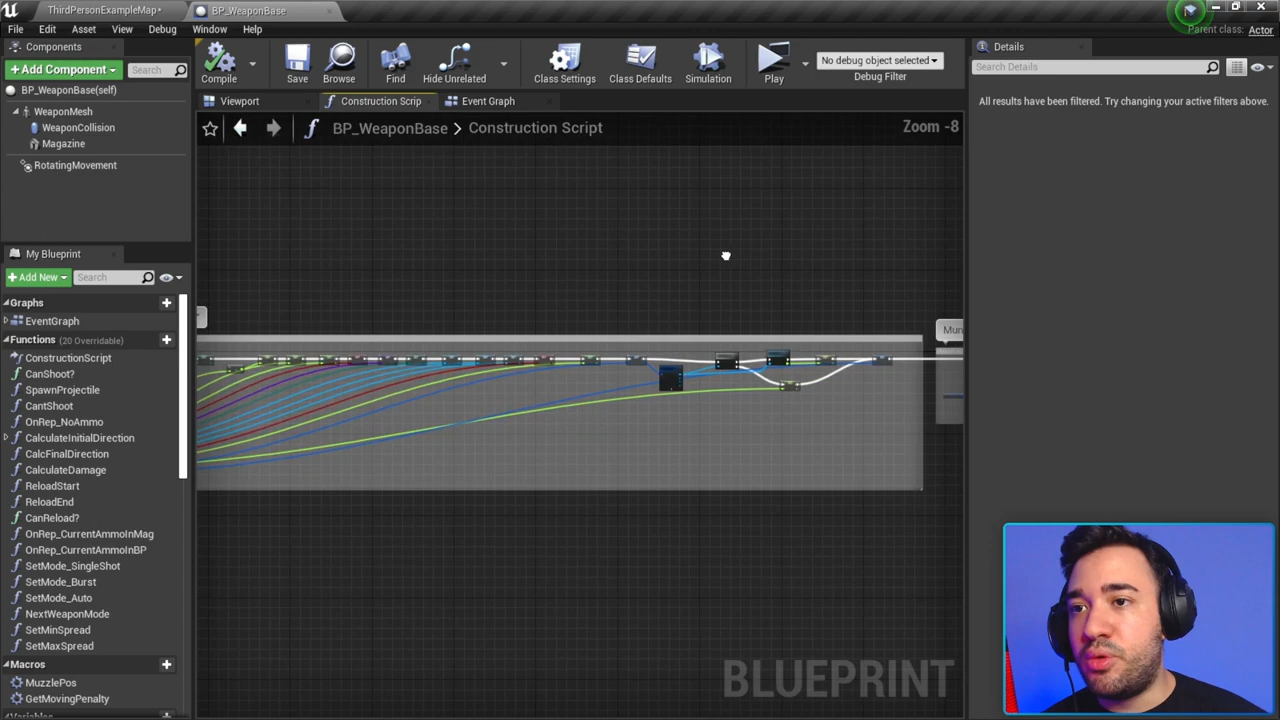 ThirdPersonExampleMap*
BP_WeaponBase
File Edit Asset View Debug Window Help
Parent class: Actor
Components
+Add Component
Search
BP_WeaponBase(self)
WeaponMesh
WeaponCollision
Magazine
RotatingMovement
My Blueprint
+Add New
Search
Graphs
EventGraph
Functions (20 Overridable)
ConstructionScript
CanShoot?
SpawnProjectile
CantShoot
OnRep_NoAmmo
CalculateInitialDirection
CalcFinalDirection
CalculateDamage
ReloadStart
ReloadEnd
CanReload?
OnRep_CurrentAmmoInMag
OnRep_CurrentAmmoInBP
SetMode_SingleShot
SetMode_Burst
SetMode_Auto
NextWeaponMode
SetMinSpread
SetMaxSpread
Macros
MuzzlePos
GetMovingPenalty
Compile
Save
Browse
Find
Hide Unrelated
Class Settings
Class Defaults
Simulation
Play
No debug object selected
Debug Filter
Viewport
Construction Scrip
Event Graph
BP_WeaponBase > Construction Script
Zoom -8
Mun
BLUEPRINT
Details
Search Details
All results have been filtered. Try changing your active filters above.